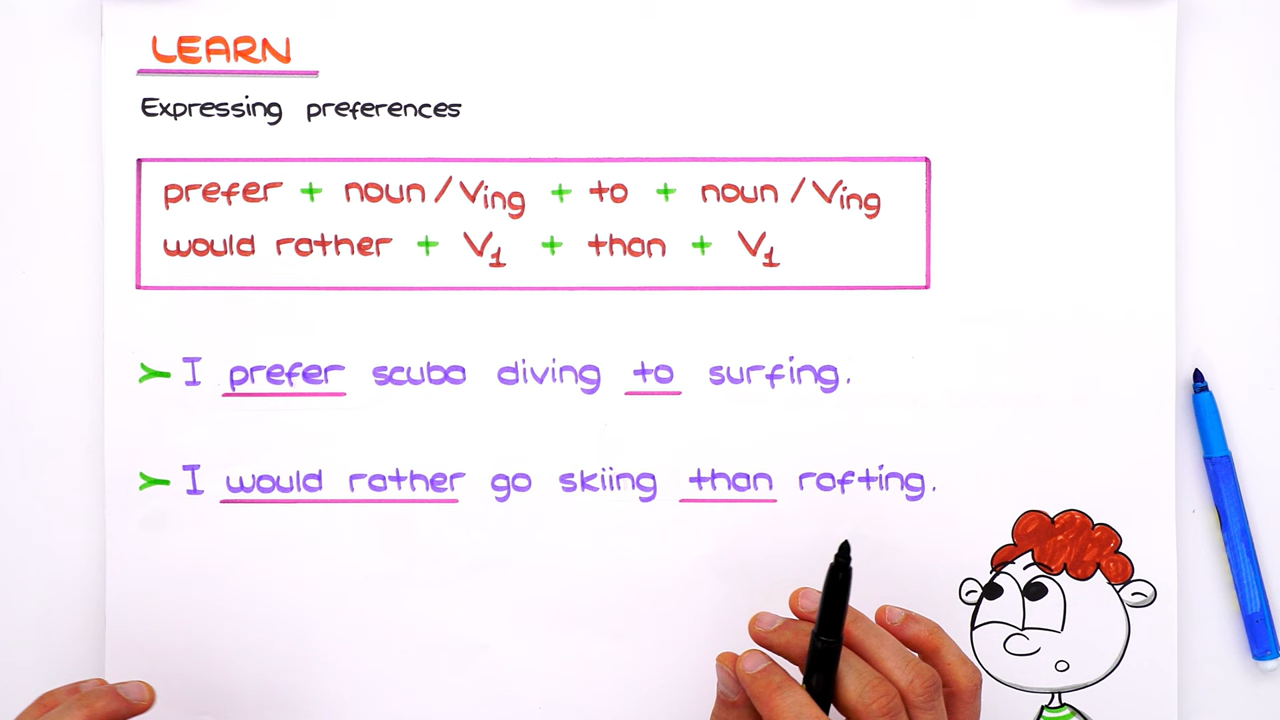 LEARN
Expressing preferences
prefer + noun / Ving + to + noun / Ving
would rather + V1 + than + V1
I prefer scuba diving to surfing.
I would rather go skiing than rafting.